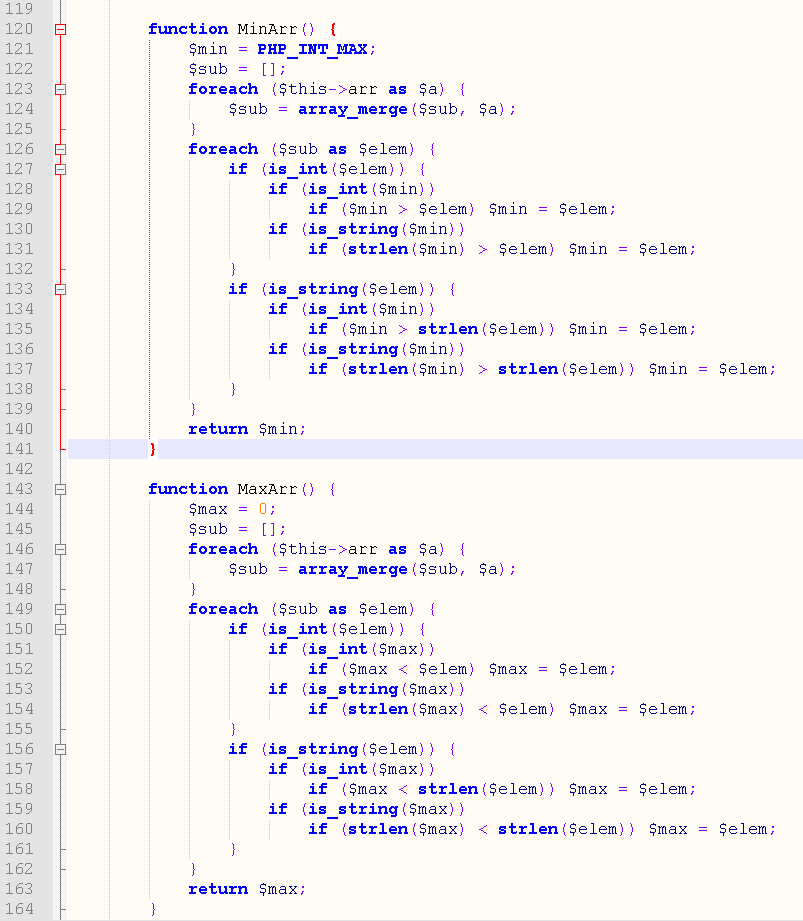 119
120 function MinArr() {
121 $min = PHP_INT_MAX;
122 $sub = [];
123 foreach ($this->arr as $a) {
124 $sub = array_merge($sub, $a);
125 }
126 foreach ($sub as $elem) {
127 if (is_int($elem)) {
128 if (is_int($min))
129 if ($min > $elem) $min = $elem;
130 if (is_string($min))
131 if (strlen($min) > $elem) $min = $elem;
132 }
133 if (is_string($elem)) {
134 if (is_int($min))
135 if ($min > strlen($elem)) $min = $elem;
136 if (is_string($min))
137 if (strlen($min) > strlen($elem)) $min = $elem;
138 }
139 }
140 return $min;
141 }
142
143 function MaxArr() {
144 $max = 0;
145 $sub = [];
146 foreach ($this->arr as $a) {
147 $sub = array_merge($sub, $a);
148 }
149 foreach ($sub as $elem) {
150 if (is_int($elem)) {
151 if (is_int($max))
152 if ($max < $elem) $max = $elem;
153 if (is_string($max))
154 if (strlen($max) < $elem) $max = $elem;
155 }
156 if (is_string($elem)) {
157 if (is_int($max))
158 if ($max < strlen($elem)) $max = $elem;
159 if (is_string($max))
160 if (strlen($max) < strlen($elem)) $max = $elem;
161 }
162 }
163 return $max;
164 }